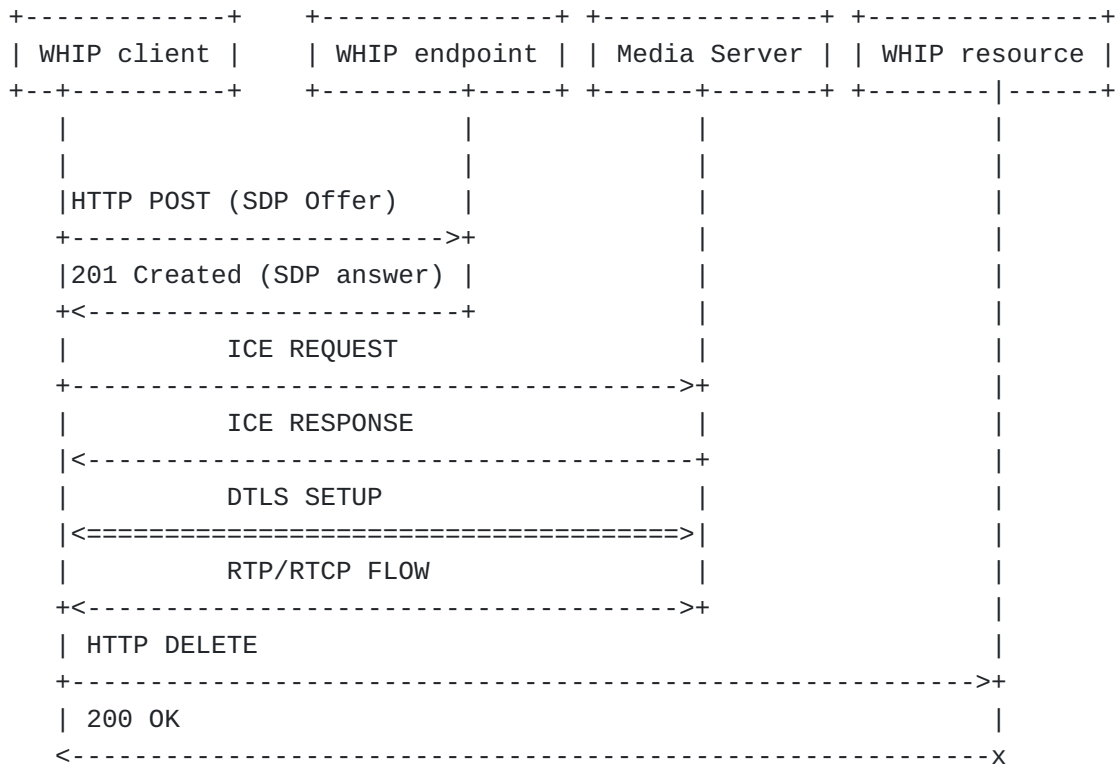 WHIP client WHIP endpoint Media Server WHIP resource
HTTP POST (SDP Offer)
201 Created (SDP answer)
ICE REQUEST
ICE RESPONSE
DTLS SETUP
RTP/RTCP FLOW
HTTP DELETE
200 OK
x